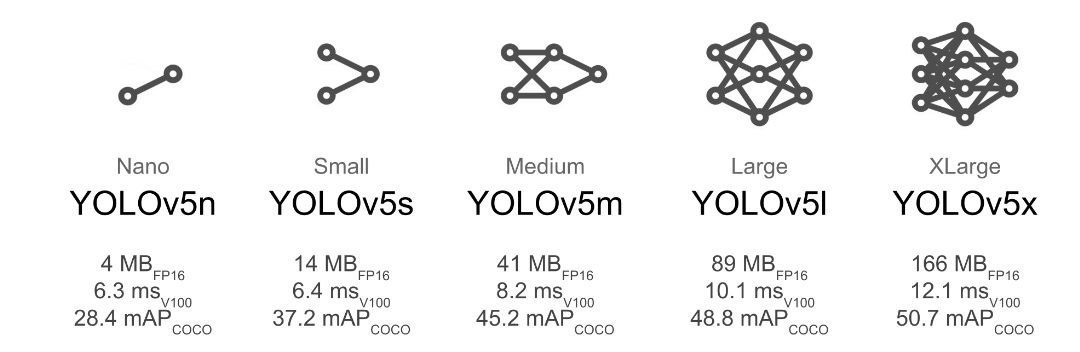 Nano
YOLOv5n
4 MB FP16
6.3 ms V100
28.4 mAP COCO
Small
YOLOv5s
14 MB FP16
6.4 ms V100
37.2 mAP COCO
Medium
YOLOv5m
41 MB FP16
8.2 ms V100
45.2 mAP COCO
Large
YOLOv5l
89 MB FP16
10.1 ms V100
48.8 mAP COCO
XLarge
YOLOv5x
166 MB FP16
12.1 ms V100
50.7 mAP COCO